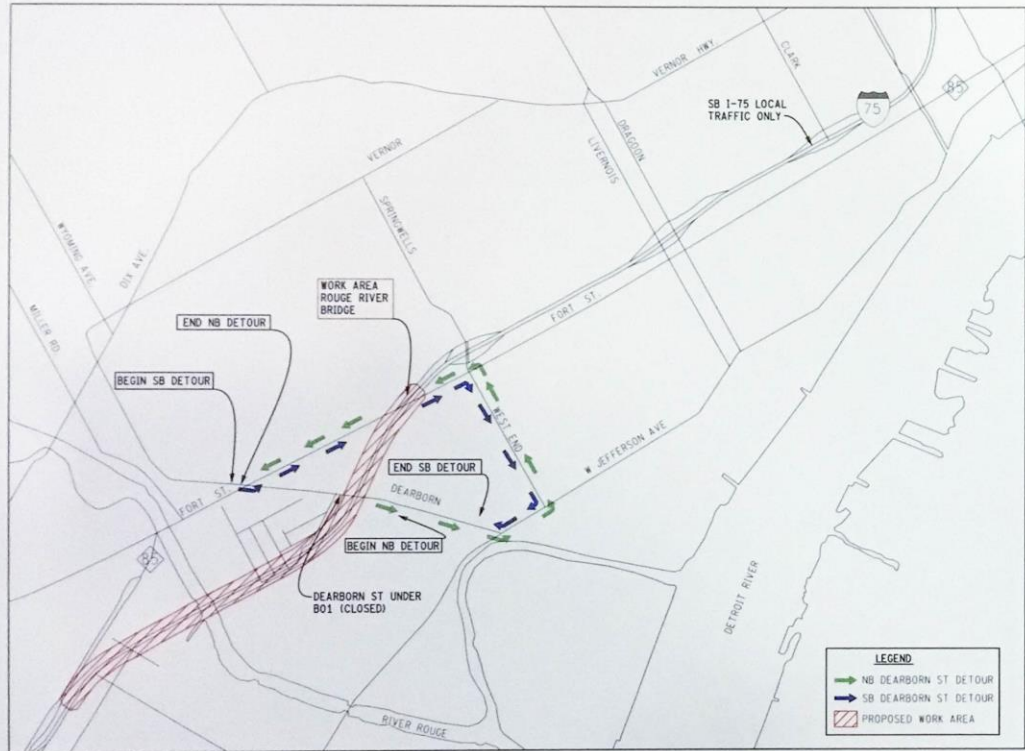 VERNOR HWY.
CLARK
SB I-75 LOCAL
TRAFFIC ONLY
75
85
DRAGOON
LIVERNOIS
VERNOR
SPRINGWELLS
WYOMING AVE.
DIX AVE
MILLER RD
WORK AREA
ROUGE RIVER
BRIDGE
END NB DETOUR
FORT ST.
BEGIN SB DETOUR
WEST END
W JEFFERSON AVE
END SB DETOUR
DEARBORN
FORT ST.
BEGIN NB DETOUR
85
DEARBORN ST UNDER
B01 (CLOSED)
DETROIT RIVER
RIVER ROUGE
LEGEND
NB DEARBORN ST DETOUR
SB DEARBORN ST DETOUR
PROPOSED WORK AREA